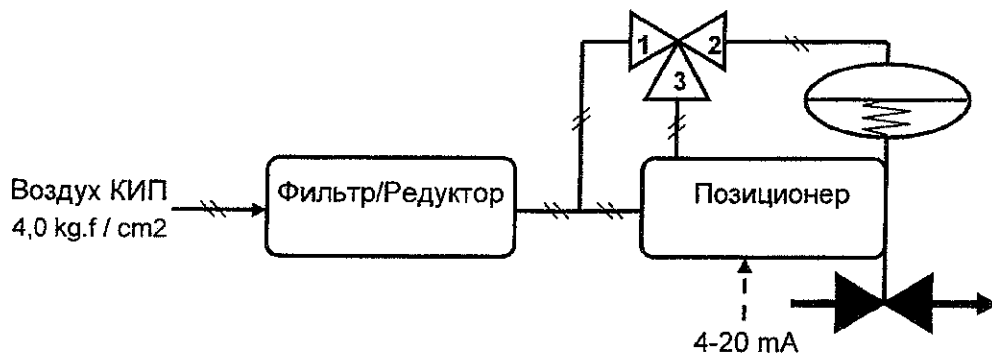 1 2
3
Воздух КИП
4,0 kg.f / cm2
Фильтр/Редуктор
Позиционер
4-20 mA